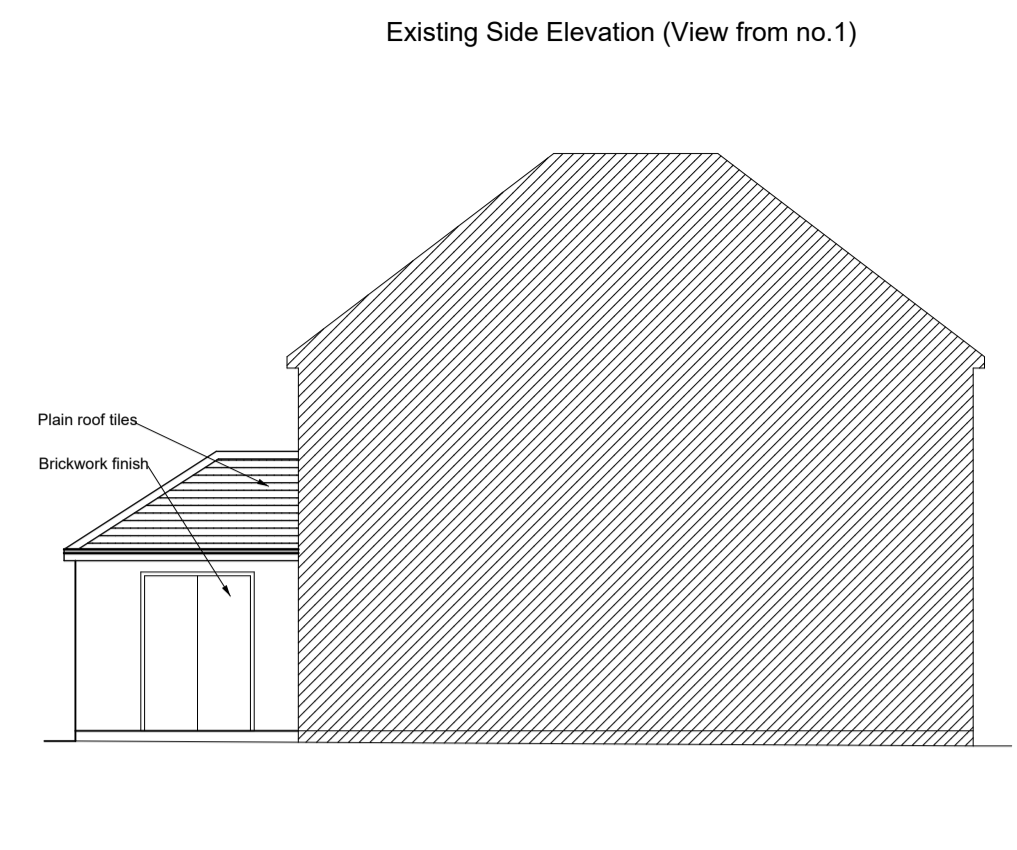 Existing Side Elevation (View from no.1)
Plain roof tiles
Brickwork finish